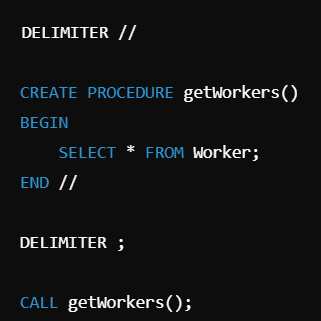 DELIMITER //
CREATE PROCEDURE getWorkers()
BEGIN
    SELECT * FROM Worker;
END //
DELIMITER ;
CALL getWorkers();